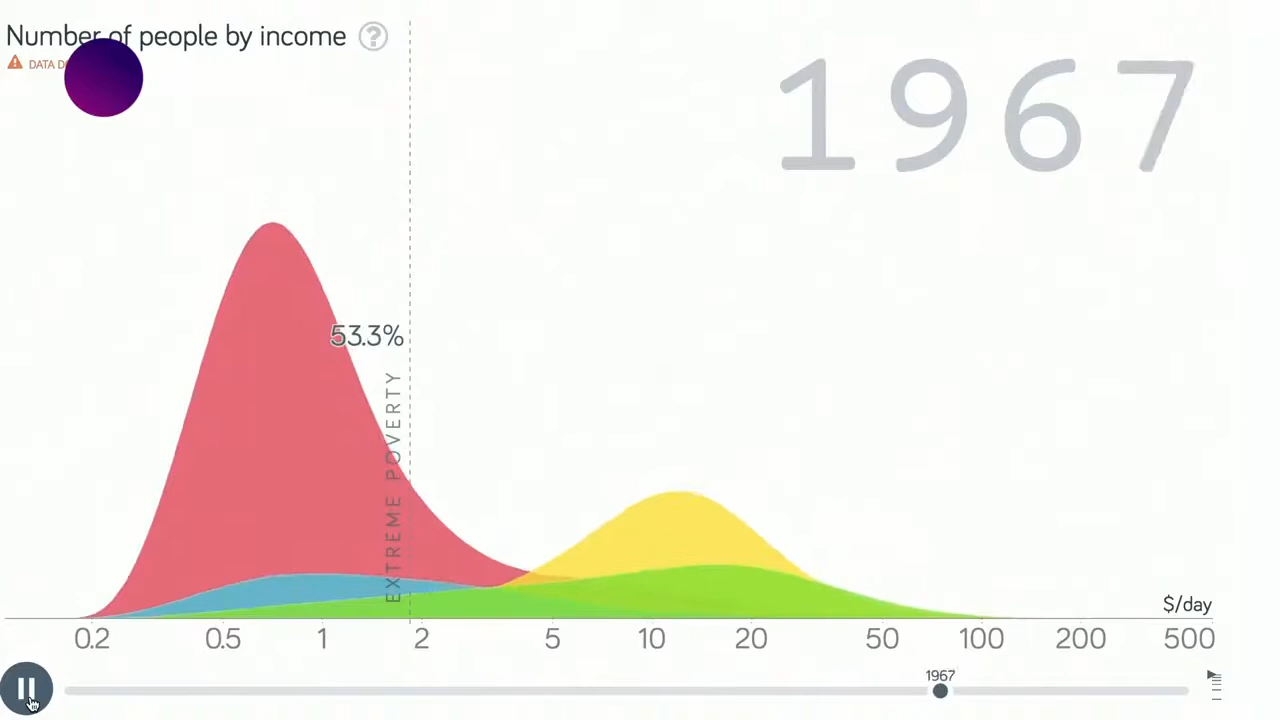 Number of people by income ?
DATA D
1967
53.3%
EXTREME POVERTY
$/day
0.2 0.5 1 2 5 10 20 50 100 200 500
1967